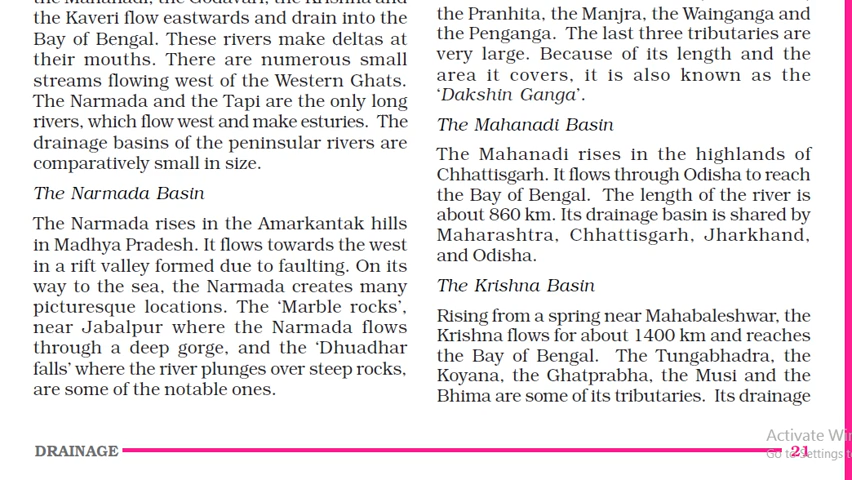 the Mahanadi, the Godavari, the Krishna and
the Kaveri flow eastwards and drain into the
Bay of Bengal. These rivers make deltas at
their mouths. There are numerous small
streams flowing west of the Western Ghats.
The Narmada and the Tapi are the only long
rivers, which flow west and make esturies. The
drainage basins of the peninsular rivers are
comparatively small in size.
The Narmada Basin
The Narmada rises in the Amarkantak hills
in Madhya Pradesh. It flows towards the west
in a rift valley formed due to faulting. On its
way to the sea, the Narmada creates many
picturesque locations. The ‘Marble rocks’,
near Jabalpur where the Narmada flows
through a deep gorge, and the ‘Dhuadhar
falls’ where the river plunges over steep rocks,
are some of the notable ones.
the Pranhita, the Manjra, the Wainganga and
the Penganga. The last three tributaries are
very large. Because of its length and the
area it covers, it is also known as the
‘Dakshin Ganga’.
The Mahanadi Basin
The Mahanadi rises in the highlands of
Chhattisgarh. It flows through Odisha to reach
the Bay of Bengal. The length of the river is
about 860 km. Its drainage basin is shared by
Maharashtra, Chhattisgarh, Jharkhand,
and Odisha.
The Krishna Basin
Rising from a spring near Mahabaleshwar, the
Krishna flows for about 1400 km and reaches
the Bay of Bengal. The Tungabhadra, the
Koyana, the Ghatprabha, the Musi and the
Bhima are some of its tributaries. Its drainage
DRAINAGE
21
Activate Wi
Go to Settings t